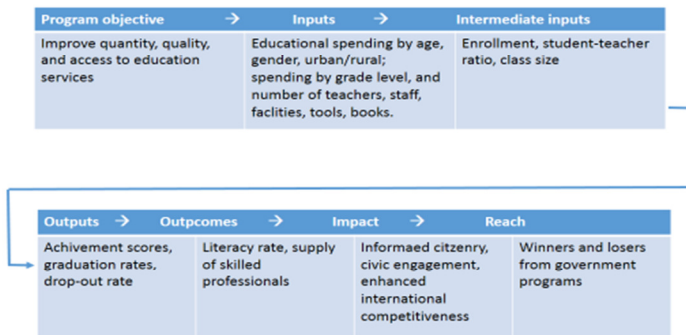 Program objective → Inputs → Intermediate inputs
Improve quantity, quality,
and access to education
services
Educational spending by age,
gender, urban/rural;
spending by grade level, and
number of teachers, staff,
faclities, tools, books.
Enrollment, student-teacher
ratio, class size
Outputs → Outpcomes → Impact → Reach
Achivement scores,
graduation rates,
drop-out rate
Literacy rate, supply
of skilled
professionals
Informaed citzenry,
civic engagement,
enhanced
international
competitiveness
Winners and losers
from government
programs